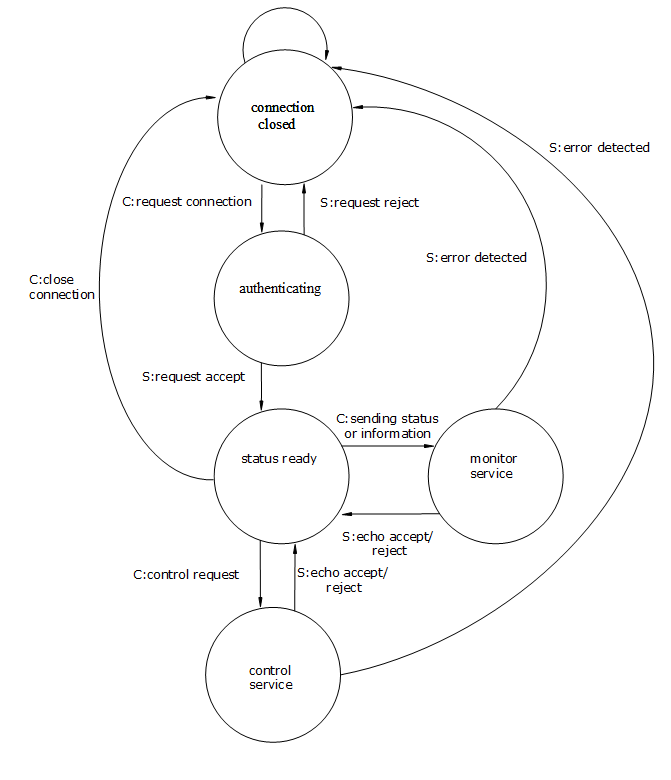 connection
closed
S:error detected
C:request connection
S:request reject
S:error detected
C:close
connection
authenticating
S:request accept
C:sending status
or information
status ready
monitor
service
S:echo accept/
reject
C:control request
S:echo accept/
reject
control
service